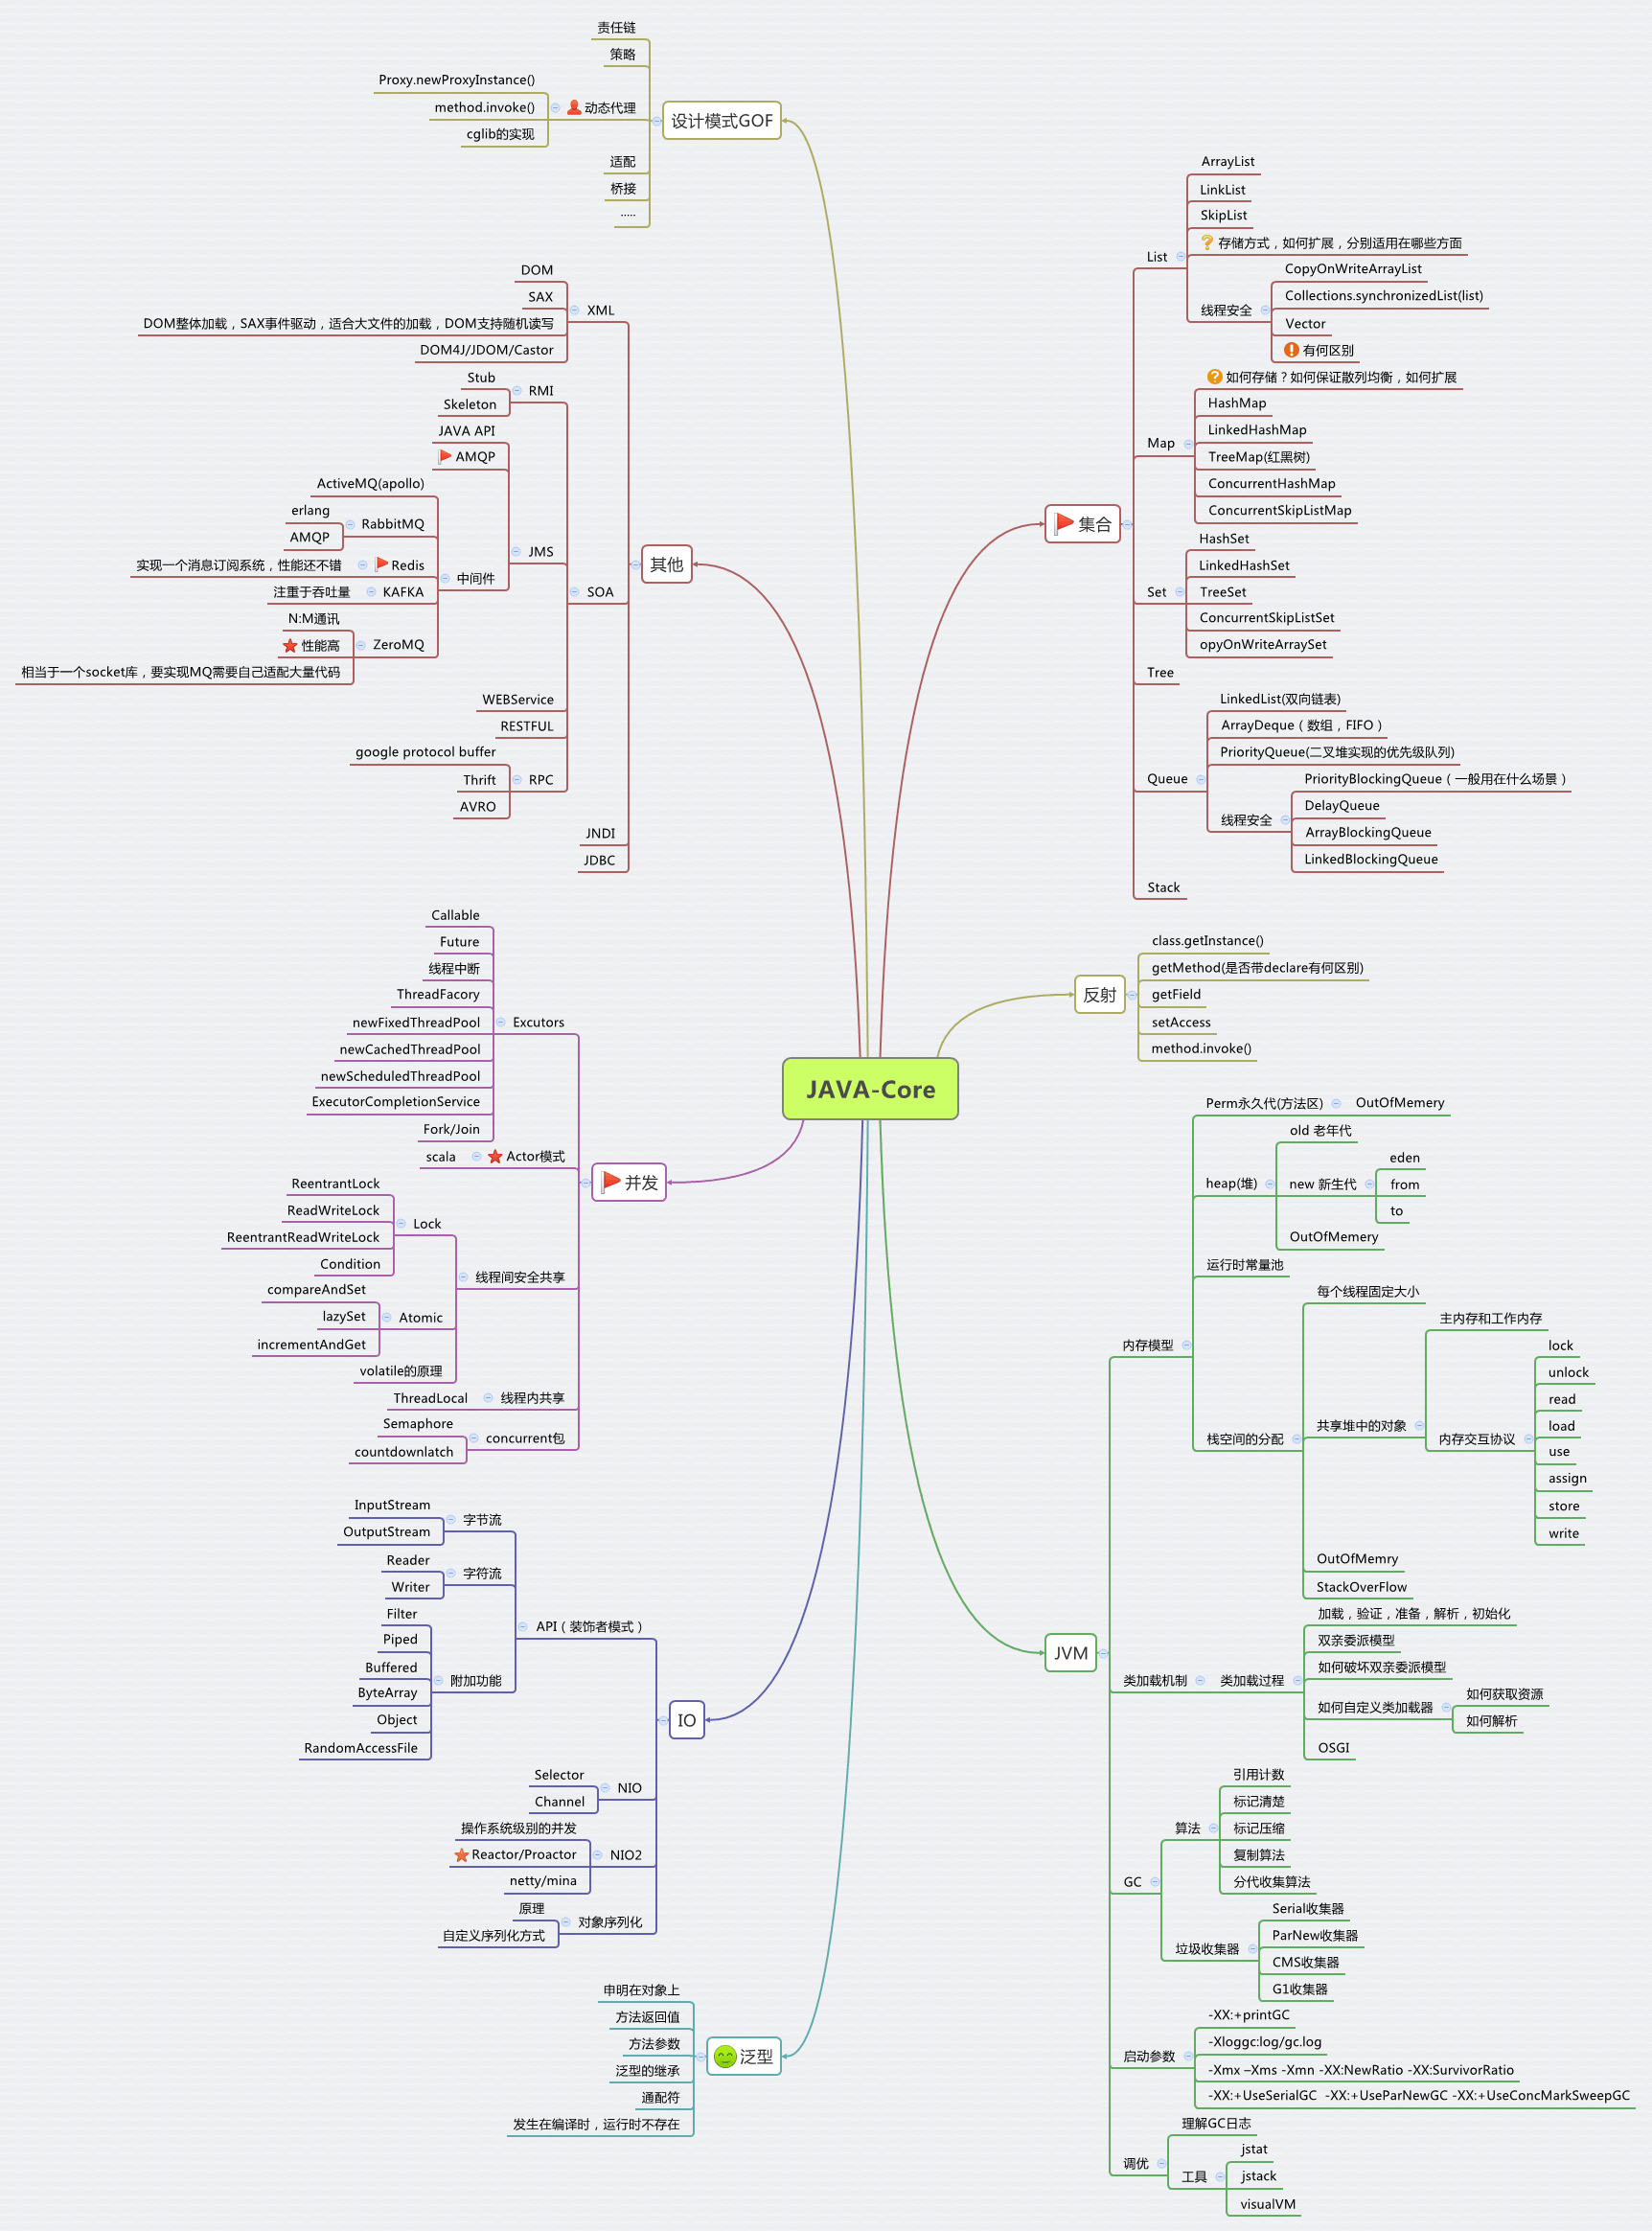 JAVA-Core
设计模式GOF
责任链
策略
动态代理
Proxy.newProxyInstance()
method.invoke()
cglib的实现
适配
桥接
.....
其他
XML
DOM
SAX
DOM整体加载，SAX事件驱动，适合大文件的加载，DOM支持随机读写
DOM4J/JDOM/Castor
SOA
RMI
Stub
Skeleton
JMS
JAVA API
AMQP
中间件
ActiveMQ(apollo)
RabbitMQ
erlang
AMQP
Redis
实现一个消息订阅系统，性能还不错
KAFKA
注重于吞吐量
ZeroMQ
N:M通讯
性能高
相当于一个socket库，要实现MQ需要自己适配大量代码
WEBService
RESTFUL
RPC
google protocol buffer
Thrift
AVRO
JNDI
JDBC
并发
Excutors
Callable
Future
线程中断
ThreadFacory
newFixedThreadPool
newCachedThreadPool
newScheduledThreadPool
ExecutorCompletionService
Fork/Join
Actor模式
scala
线程间安全共享
Lock
ReentrantLock
ReadWriteLock
ReentrantReadWriteLock
Condition
Atomic
compareAndSet
lazySet
incrementAndGet
volatile的原理
线程内共享
ThreadLocal
concurrent包
Semaphore
countdownlatch
IO
API（装饰者模式）
字节流
InputStream
OutputStream
字符流
Reader
Writer
附加功能
Filter
Piped
Buffered
ByteArray
Object
RandomAccessFile
NIO
Selector
Channel
NIO2
操作系统级别的并发
Reactor/Proactor
netty/mina
对象序列化
原理
自定义序列化方式
泛型
申明在对象上
方法返回值
方法参数
泛型的继承
通配符
发生在编译时，运行时不存在
集合
List
ArrayList
LinkList
SkipList
存储方式，如何扩展，分别适用在哪些方面
线程安全
CopyOnWriteArrayList
Collections.synchronizedList(list)
Vector
有何区别
Map
如何存储？如何保证散列均衡，如何扩展
HashMap
LinkedHashMap
TreeMap(红黑树)
ConcurrentHashMap
ConcurrentSkipListMap
Set
HashSet
LinkedHashSet
TreeSet
ConcurrentSkipListSet
opyOnWriteArraySet
Tree
Queue
LinkedList(双向链表)
ArrayDeque（数组，FIFO）
PriorityQueue(二叉堆实现的优先级队列)
线程安全
PriorityBlockingQueue（一般用在什么场景）
DelayQueue
ArrayBlockingQueue
LinkedBlockingQueue
Stack
反射
class.getInstance()
getMethod(是否带declare有何区别)
getField
setAccess
method.invoke()
JVM
内存模型
Perm永久代(方法区)
OutOfMemery
heap(堆)
old 老年代
new 新生代
eden
from
to
OutOfMemery
运行时常量池
栈空间的分配
每个线程固定大小
共享堆中的对象
主内存和工作内存
内存交互协议
lock
unlock
read
load
use
assign
store
write
OutOfMemry
StackOverFlow
类加载机制
类加载过程
加载，验证，准备，解析，初始化
双亲委派模型
如何破坏双亲委派模型
如何自定义类加载器
如何获取资源
如何解析
OSGI
GC
算法
引用计数
标记清楚
标记压缩
复制算法
分代收集算法
垃圾收集器
Serial收集器
ParNew收集器
CMS收集器
G1收集器
启动参数
-XX:+printGC
-Xloggc:log/gc.log
-Xmx –Xms -Xmn -XX:NewRatio -XX:SurvivorRatio
-XX:+UseSerialGC -XX:+UseParNewGC -XX:+UseConcMarkSweepGC
调优
理解GC日志
工具
jstat
jstack
visualVM